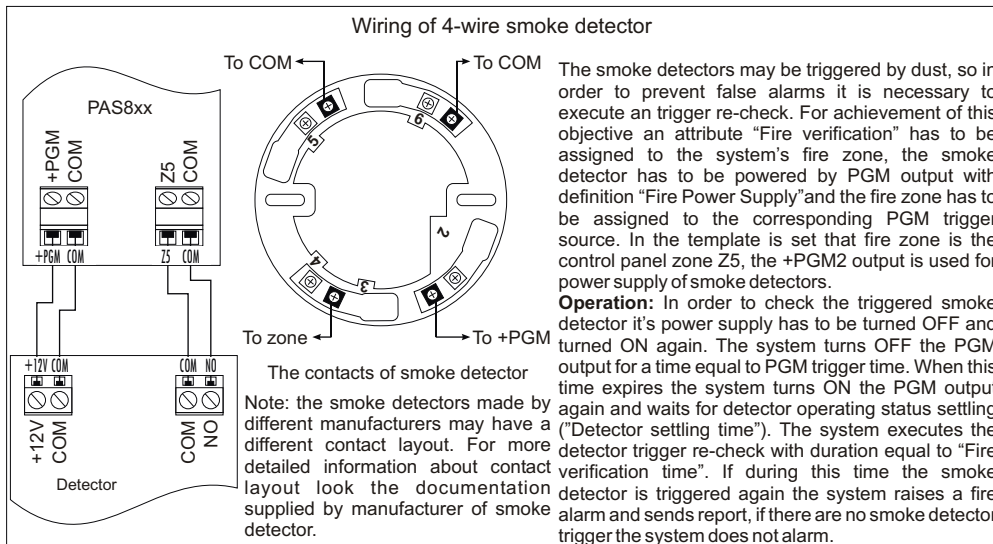 Wiring of 4-wire smoke detector
PAS8xx
+PGM
COM
Z5
COM
+PGM COM
Z5 COM
+12V COM
COM NO
+12V
COM
COM
NO
Detector
To COM
To COM
5
6
2
4
3
To zone
To +PGM
The contacts of smoke detector
Note: the smoke detectors made by
different manufacturers may have a
different contact layout. For more
detailed information about contact
layout look the documentation
supplied by manufacturer of smoke
detector.
The smoke detectors may be triggered by dust, so in
order to prevent false alarms it is necessary to
execute an trigger re-check. For achievement of this
objective an attribute “Fire verification” has to be
assigned to the system's fire zone, the smoke
detector has to be powered by PGM output with
definition “Fire Power Supply”and the fire zone has to
be assigned to the corresponding PGM trigger
source. In the template is set that fire zone is the
control panel zone Z5, the +PGM2 output is used for
power supply of smoke detectors.
Operation: In order to check the triggered smoke
detector it's power supply has to be turned OFF and
turned ON again. The system turns OFF the PGM
output for a time equal to PGM trigger time. When this
time expires the system turns ON the PGM output
again and waits for detector operating status settling
(”Detector settling time”). The system executes the
detector trigger re-check with duration equal to “Fire
verification time”. If during this time the smoke
detector is triggered again the system raises a fire
alarm and sends report, if there are no smoke detector
trigger the system does not alarm.